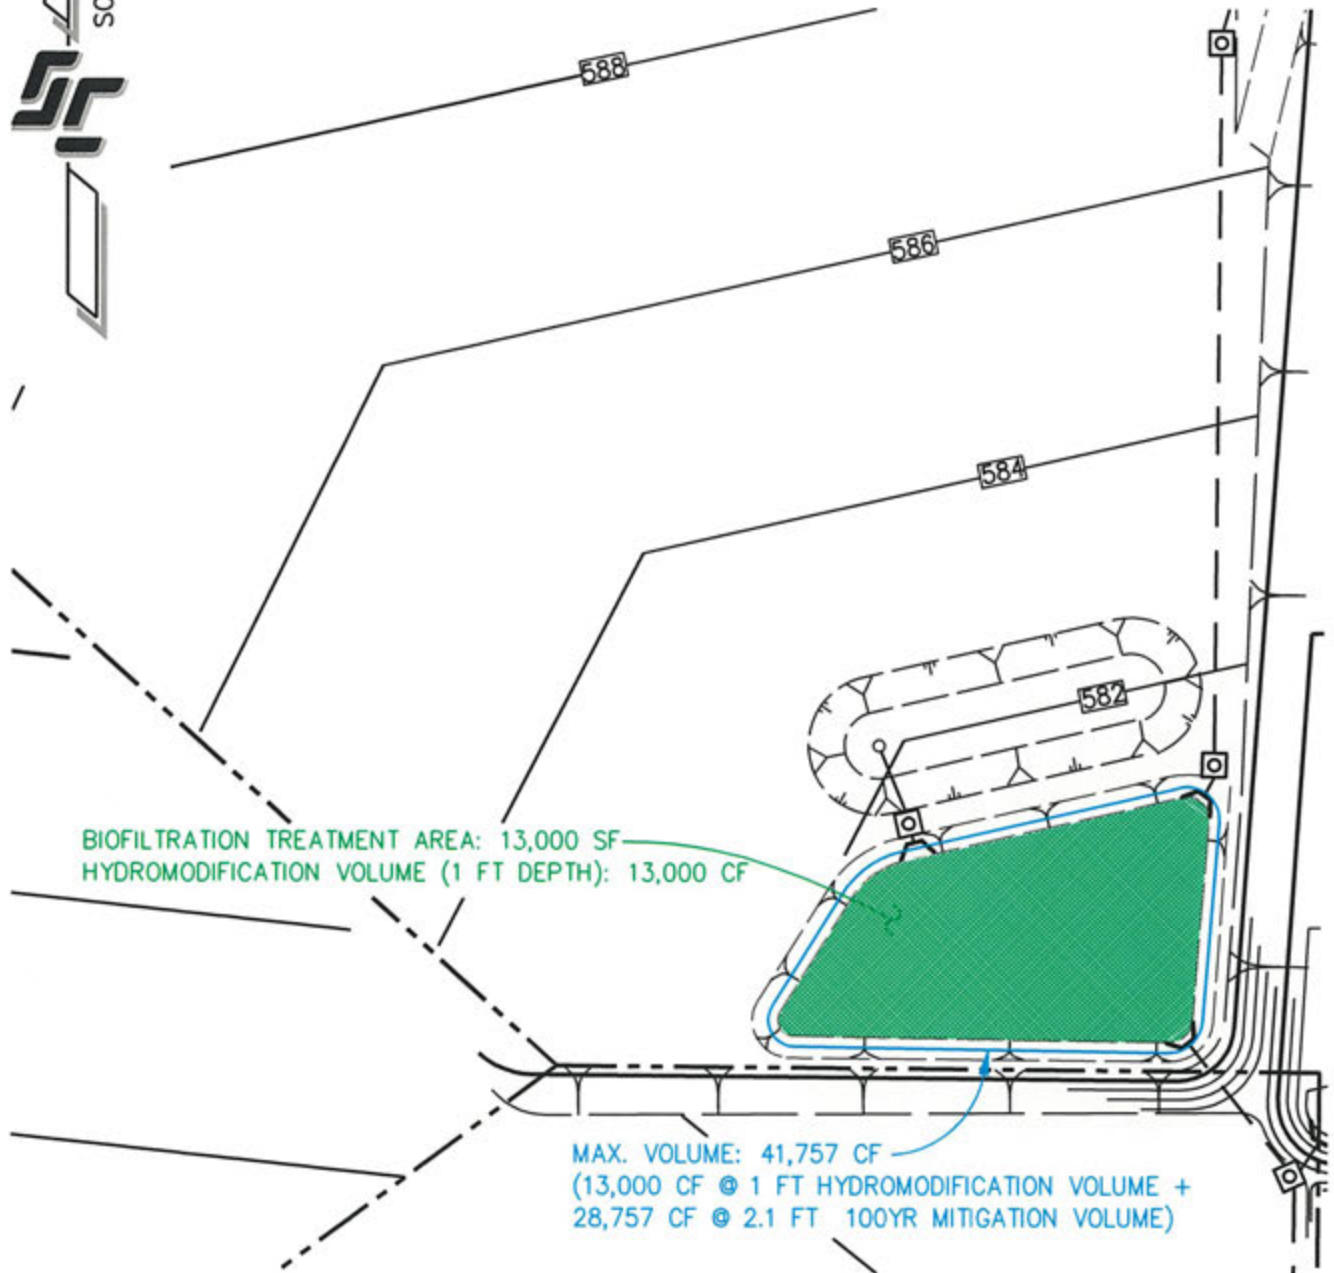 SC
588
586
584
582
BIOFILTRATION TREATMENT AREA: 13,000 SF
HYDROMODIFICATION VOLUME (1 FT DEPTH): 13,000 CF
MAX. VOLUME: 41,757 CF
(13,000 CF @ 1 FT HYDROMODIFICATION VOLUME +
28,757 CF @ 2.1 FT 100YR MITIGATION VOLUME)